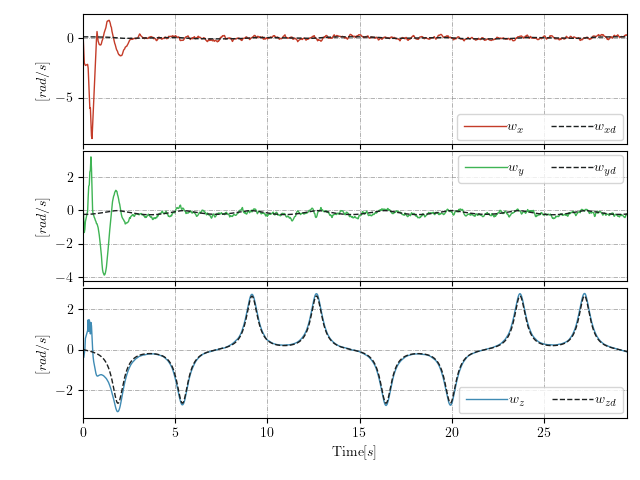 0
−5
[rad/s]
w_x w_xd
2
0
−2
−4
[rad/s]
w_y w_yd
2
0
−2
[rad/s]
w_z w_zd
0 5 10 15 20 25
Time[s]